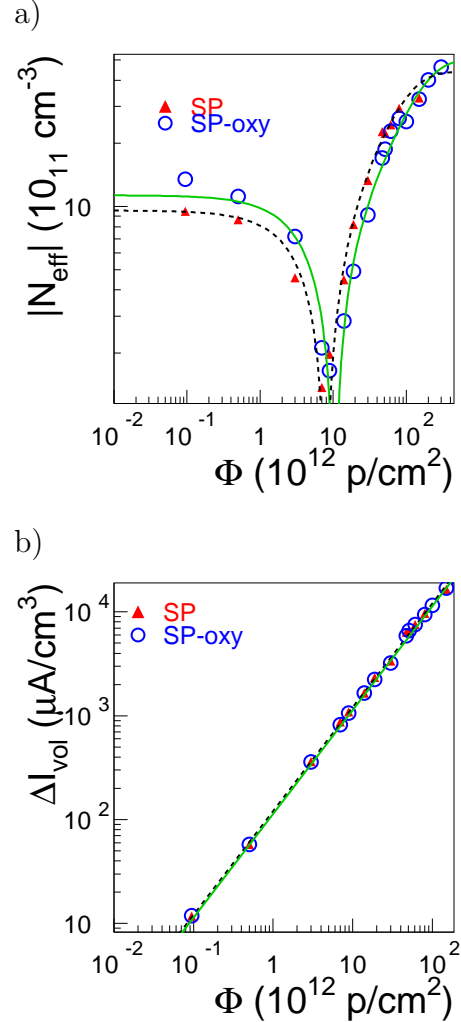 a)
SP
SP-oxy
|N_eff| (10_11 cm^-3)
10
10^-2 10^-1 1 10 10^2
Φ (10^12 p/cm^2)
b)
SP
SP-oxy
ΔI_vol (μA/cm^3)
10^4
10^3
10^2
10
10^-2 10^-1 1 10 10^2
Φ (10^12 p/cm^2)